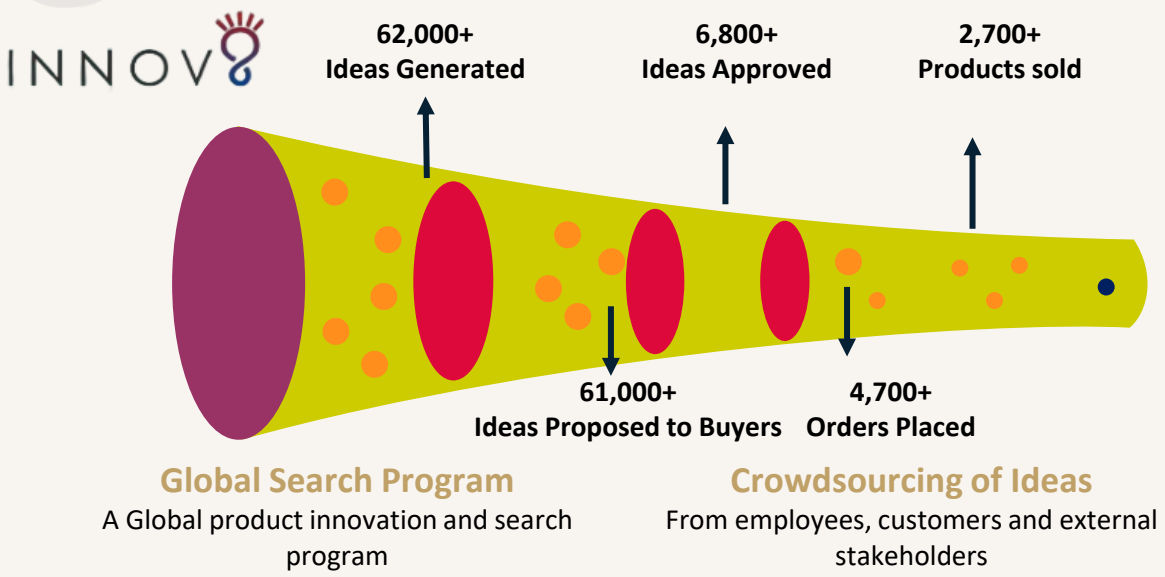 INNOV8
62,000+
Ideas Generated
6,800+
Ideas Approved
2,700+
Products sold
61,000+
Ideas Proposed to Buyers
4,700+
Orders Placed
Global Search Program
A Global product innovation and search
program
Crowdsourcing of Ideas
From employees, customers and external
stakeholders